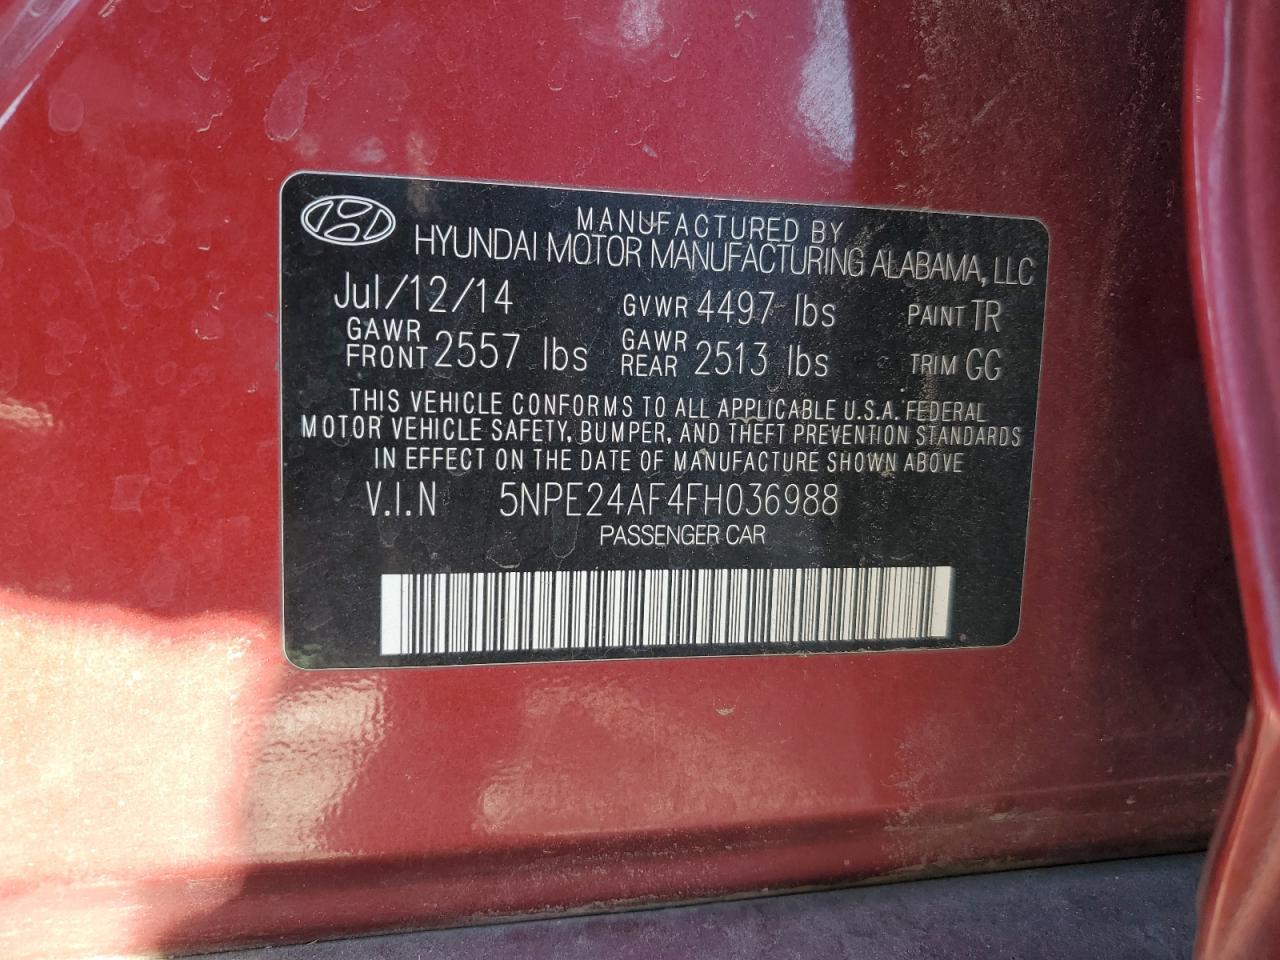 MANUFACTURED BY
HYUNDAI MOTOR MANUFACTURING ALABAMA, LLC
Jul/12/14 GVWR 4497 lbs PAINT TR
GAWR FRONT 2557 lbs GAWR REAR 2513 lbs TRIM GG
THIS VEHICLE CONFORMS TO ALL APPLICABLE U.S.A. FEDERAL
MOTOR VEHICLE SAFETY, BUMPER, AND THEFT PREVENTION STANDARDS
IN EFFECT ON THE DATE OF MANUFACTURE SHOWN ABOVE
V.I.N 5NPE24AF4FH036988
PASSENGER CAR